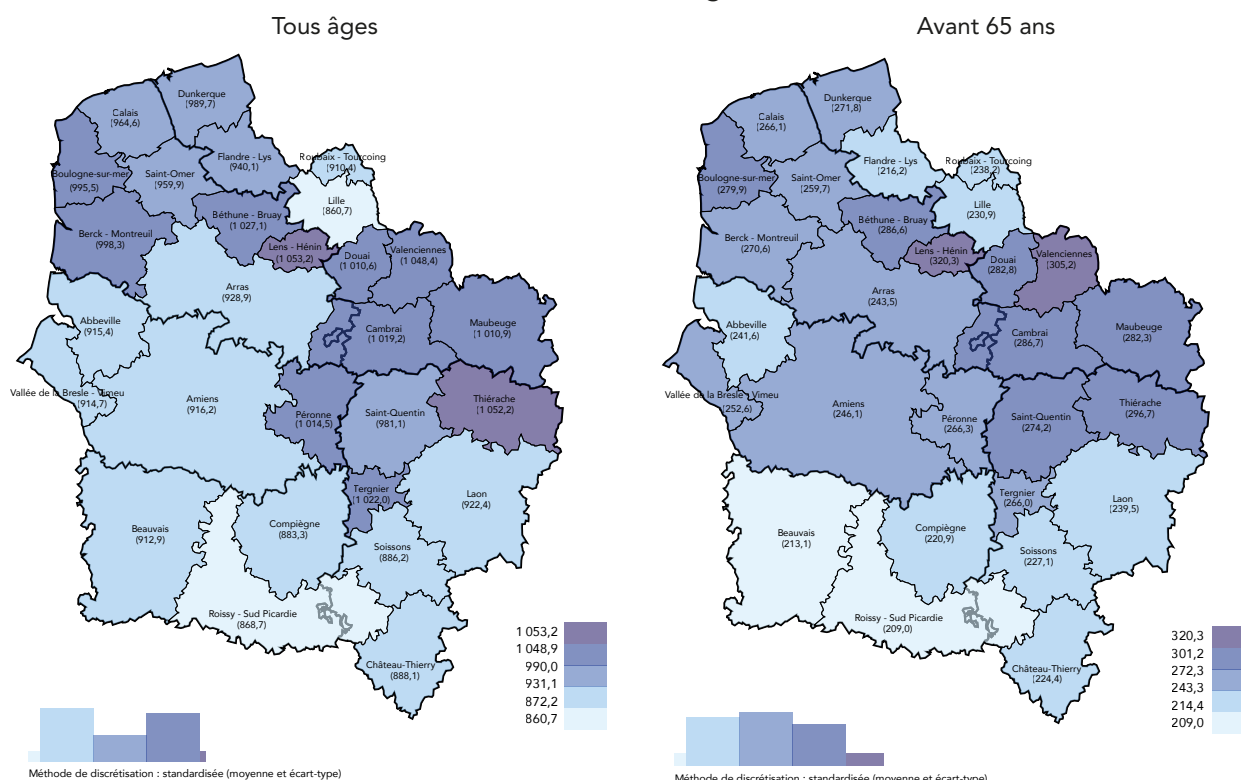 Tous âges
Dunkerque
(989,7)
Calais
(964,6)
Flandre - Lys
(940,1)
Roubaix - Tourcoing
(910,4)
Boulogne-sur-mer
(995,5)
Saint-Omer
(959,9)
Lille
(860,7)
Béthune - Bruay
(1 027,1)
Berck - Montreuil
(998,3)
Lens - Hénin
(1 053,2)
Douai
(1 010,6)
Valenciennes
(1 048,4)
Arras
(928,9)
Abbeville
(915,4)
Cambrai
(1 019,2)
Maubeuge
(1 010,9)
Vallée de la Bresle - Vimeu
(914,7)
Amiens
(916,2)
Péronne
(1 014,5)
Saint-Quentin
(981,1)
Thiérache
(1 052,2)
Tergnier
(1 022,0)
Laon
(922,4)
Beauvais
(912,9)
Compiègne
(883,3)
Soissons
(886,2)
Roissy - Sud Picardie
(868,7)
Château-Thierry
(888,1)
1 053,2
1 048,9
990,0
931,1
872,2
860,7
Méthode de discrétisation : standardisée (moyenne et écart-type)
Avant 65 ans
Dunkerque
(271,8)
Calais
(266,1)
Flandre - Lys
(216,2)
Roubaix - Tourcoing
(238,2)
Boulogne-sur-mer
(279,9)
Saint-Omer
(259,7)
Lille
(230,9)
Béthune - Bruay
(286,6)
Berck - Montreuil
(270,6)
Lens - Hénin
(320,3)
Douai
(282,8)
Valenciennes
(305,2)
Arras
(243,5)
Abbeville
(241,6)
Cambrai
(286,7)
Maubeuge
(282,3)
Vallée de la Bresle - Vimeu
(252,6)
Amiens
(246,1)
Péronne
(266,3)
Saint-Quentin
(274,2)
Thiérache
(296,7)
Tergnier
(266,0)
Laon
(239,5)
Beauvais
(213,1)
Compiègne
(220,9)
Soissons
(227,1)
Roissy - Sud Picardie
(209,0)
Château-Thierry
(224,4)
320,3
301,2
272,3
243,3
214,4
209,0
Méthode de discrétisation : standardisée (moyenne et écart-type)